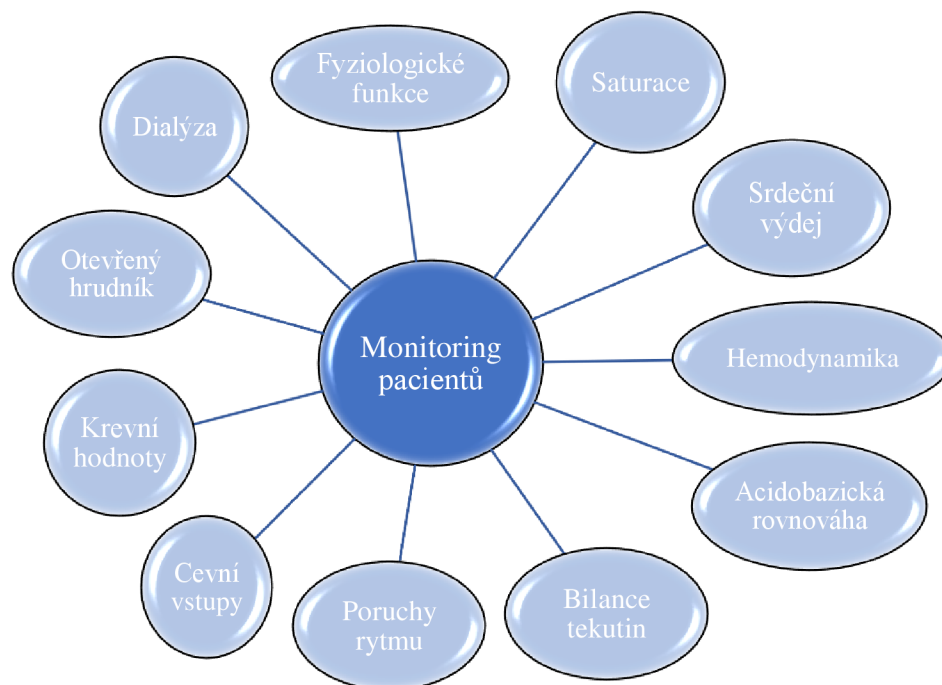 Fyziologické
funkce
Saturace
Dialýza
Srdeční
výdej
Otevřený
hrudník
Monitoring
pacientů
Hemodynamika
Krevní
hodnoty
Acidobazická
rovnováha
Cevní
vstupy
Poruchy
rytmu
Bilance
tekutin